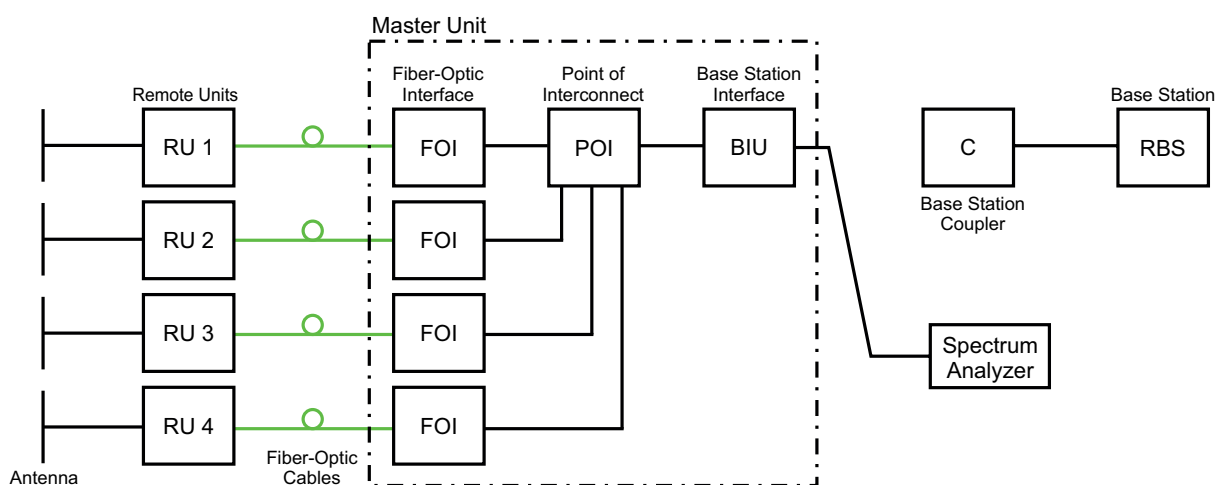 Master Unit
Remote Units
Fiber-Optic
Interface
Point of
Interconnect
Base Station
Interface
Base Station
RU 1
FOI
POI
BIU
C
RBS
Base Station
Coupler
RU 2
FOI
RU 3
FOI
Spectrum
Analyzer
RU 4
FOI
Antenna
Fiber-Optic
Cables